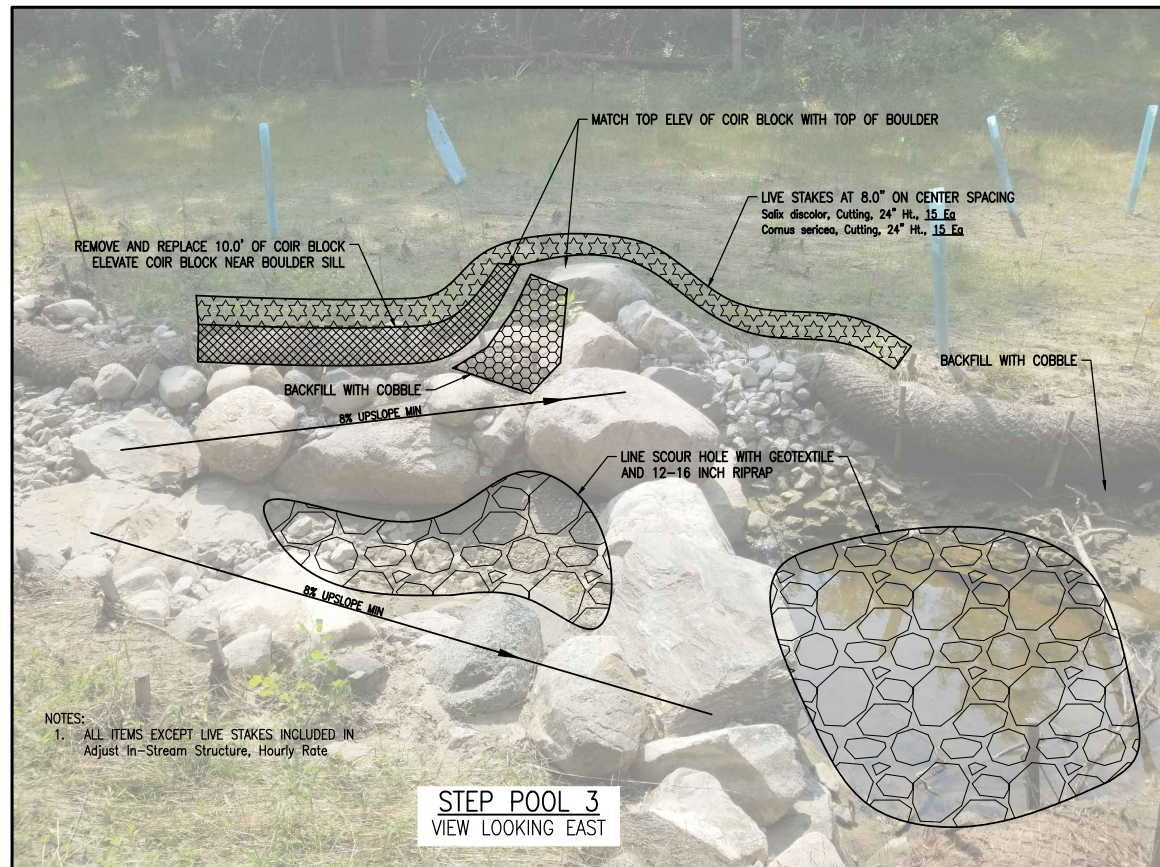 MATCH TOP ELEV OF COIR BLOCK WITH TOP OF BOULDER
LIVE STAKES AT 8.0" ON CENTER SPACING
Salix discolor, Cutting, 24" Ht., 15 Ea
Cornus sericea, Cutting, 24" Ht., 15 Ea
REMOVE AND REPLACE 10.0' OF COIR BLOCK
ELEVATE COIR BLOCK NEAR BOULDER SILL
BACKFILL WITH COBBLE
BACKFILL WITH COBBLE
8% UPSLOPE MIN
LINE SCOUR HOLE WITH GEOTEXTILE
AND 12-16 INCH RIPRAP
8% UPSLOPE MIN
NOTES:
1. ALL ITEMS EXCEPT LIVE STAKES INCLUDED IN
Adjust In-Stream Structure, Hourly Rate
STEP POOL 3
VIEW LOOKING EAST